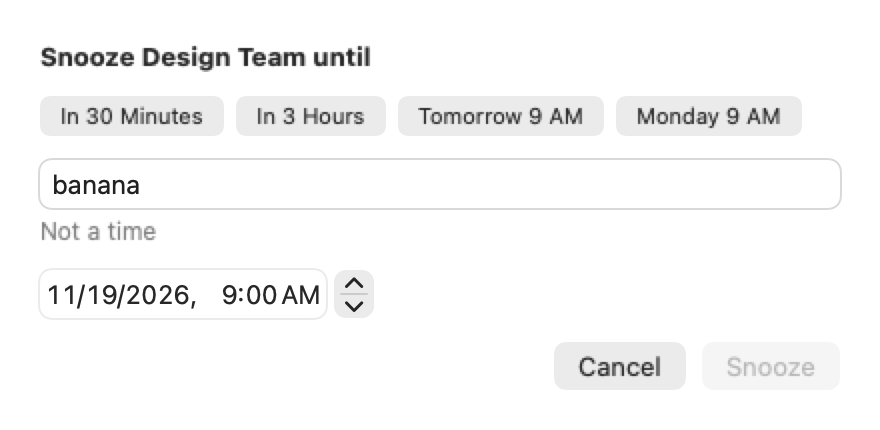 Snooze Design Team until
In 30 Minutes In 3 Hours Tomorrow 9 AM Monday 9 AM
banana
Not a time
11/19/2026, 9:00 AM
Cancel Snooze